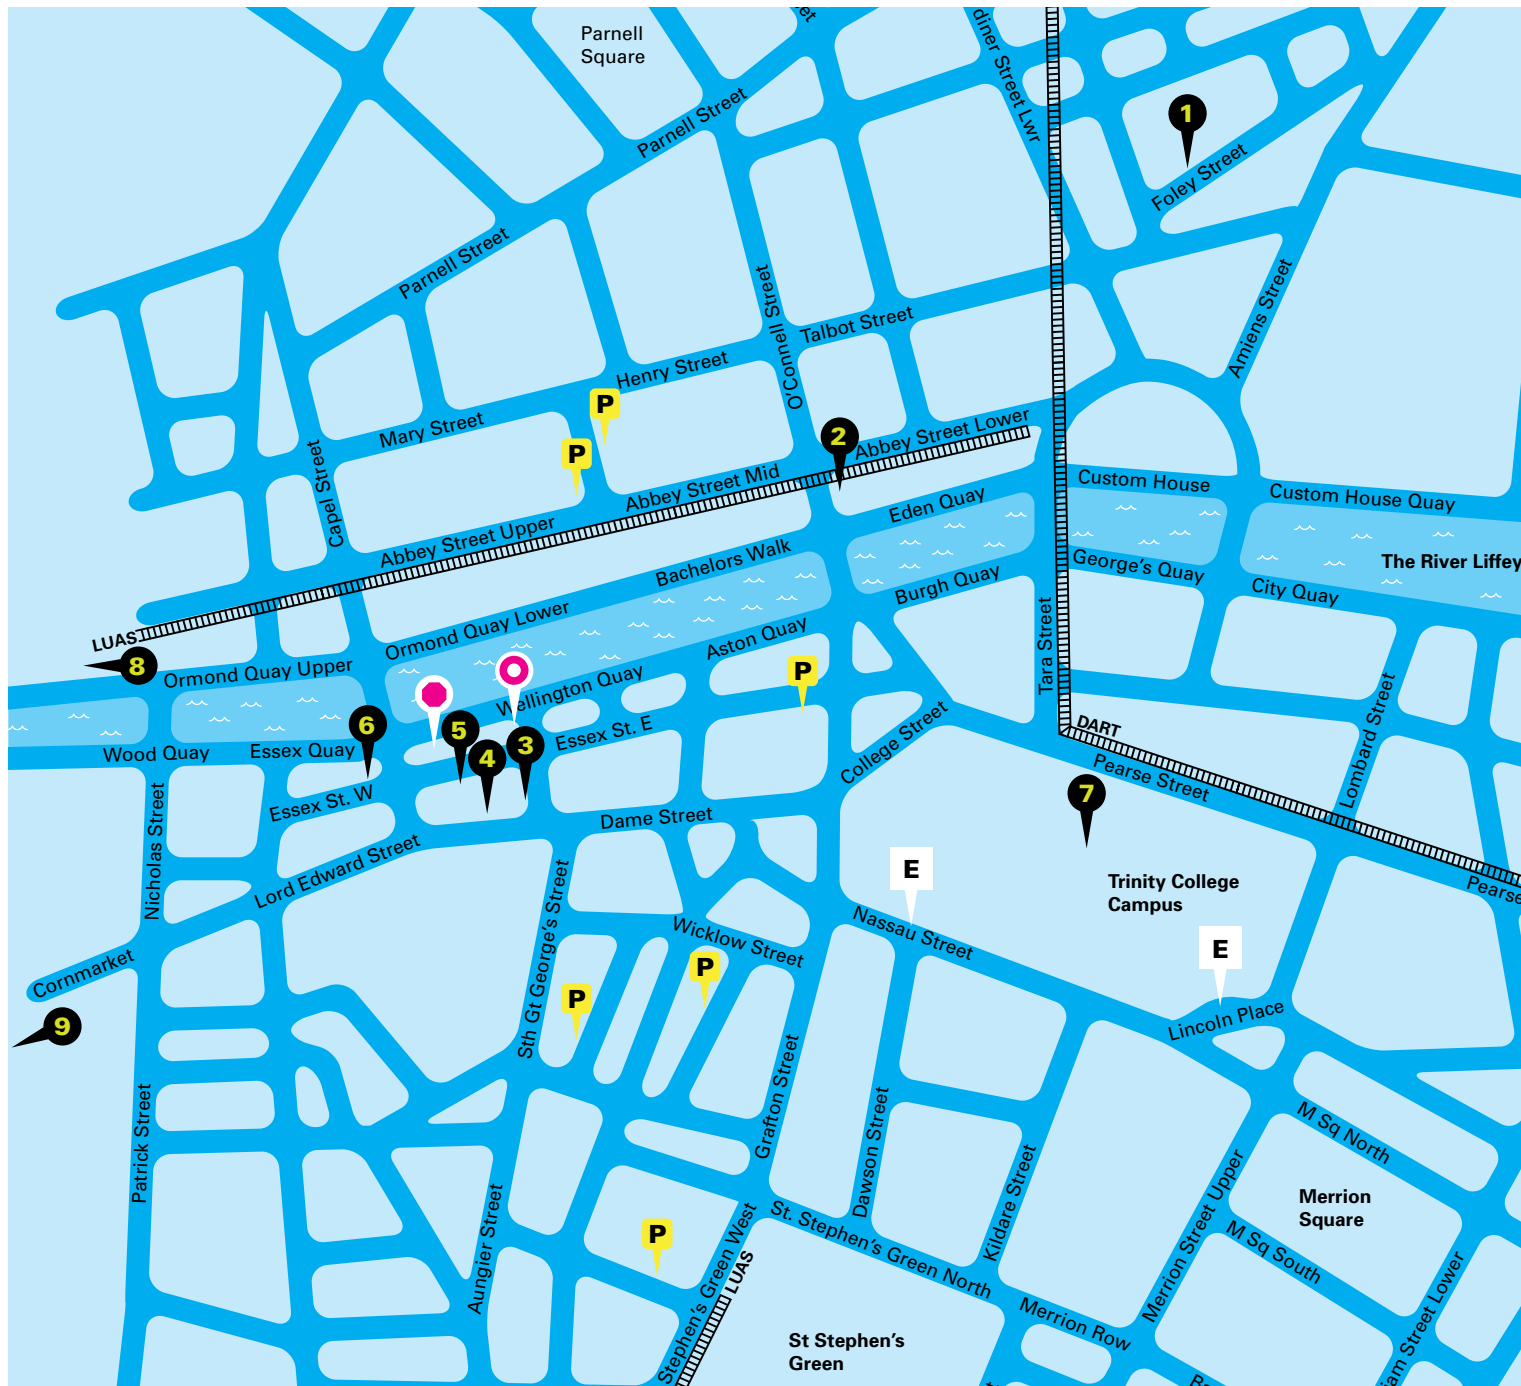 Parnell
Square
Parnell Street
diner Street Lwr
1
Foley Street
Parnell Street
O'Connell Street
Talbot Street
Amiens Street
Henry Street
P
Mary Street
P
2
Abbey Street Lower
Capel Street
Abbey Street Mid
Abbey Street Upper
Eden Quay
Custom House
Custom House Quay
Bachelors Walk
George's Quay
The River Liffey
Burgh Quay
City Quay
Ormond Quay Lower
Aston Quay
Tara Street
LUAS
8
Ormond Quay Upper
Wellington Quay
P
6
5
4
3
Essex St. E
College Street
DART
Lombard Street
Wood Quay
Essex Quay
Essex St. W
Pearse Street
7
Nicholas Street
Dame Street
Lord Edward Street
E
Trinity College
Campus
Pearse
Nassau Street
Wicklow Street
Sth Gt George's Street
Cornmarket
P
P
E
9
Lincoln Place
Patrick Street
Grafton Street
Dawson Street
Kildare Street
M Sq North
Merrion Street Upper
Merrion
Square
Aungier Street
P
Stephen's Green West
LUAS
St. Stephen's Green North
M Sq South
Merrion Row
St Stephen's
Green
iam Street Lower